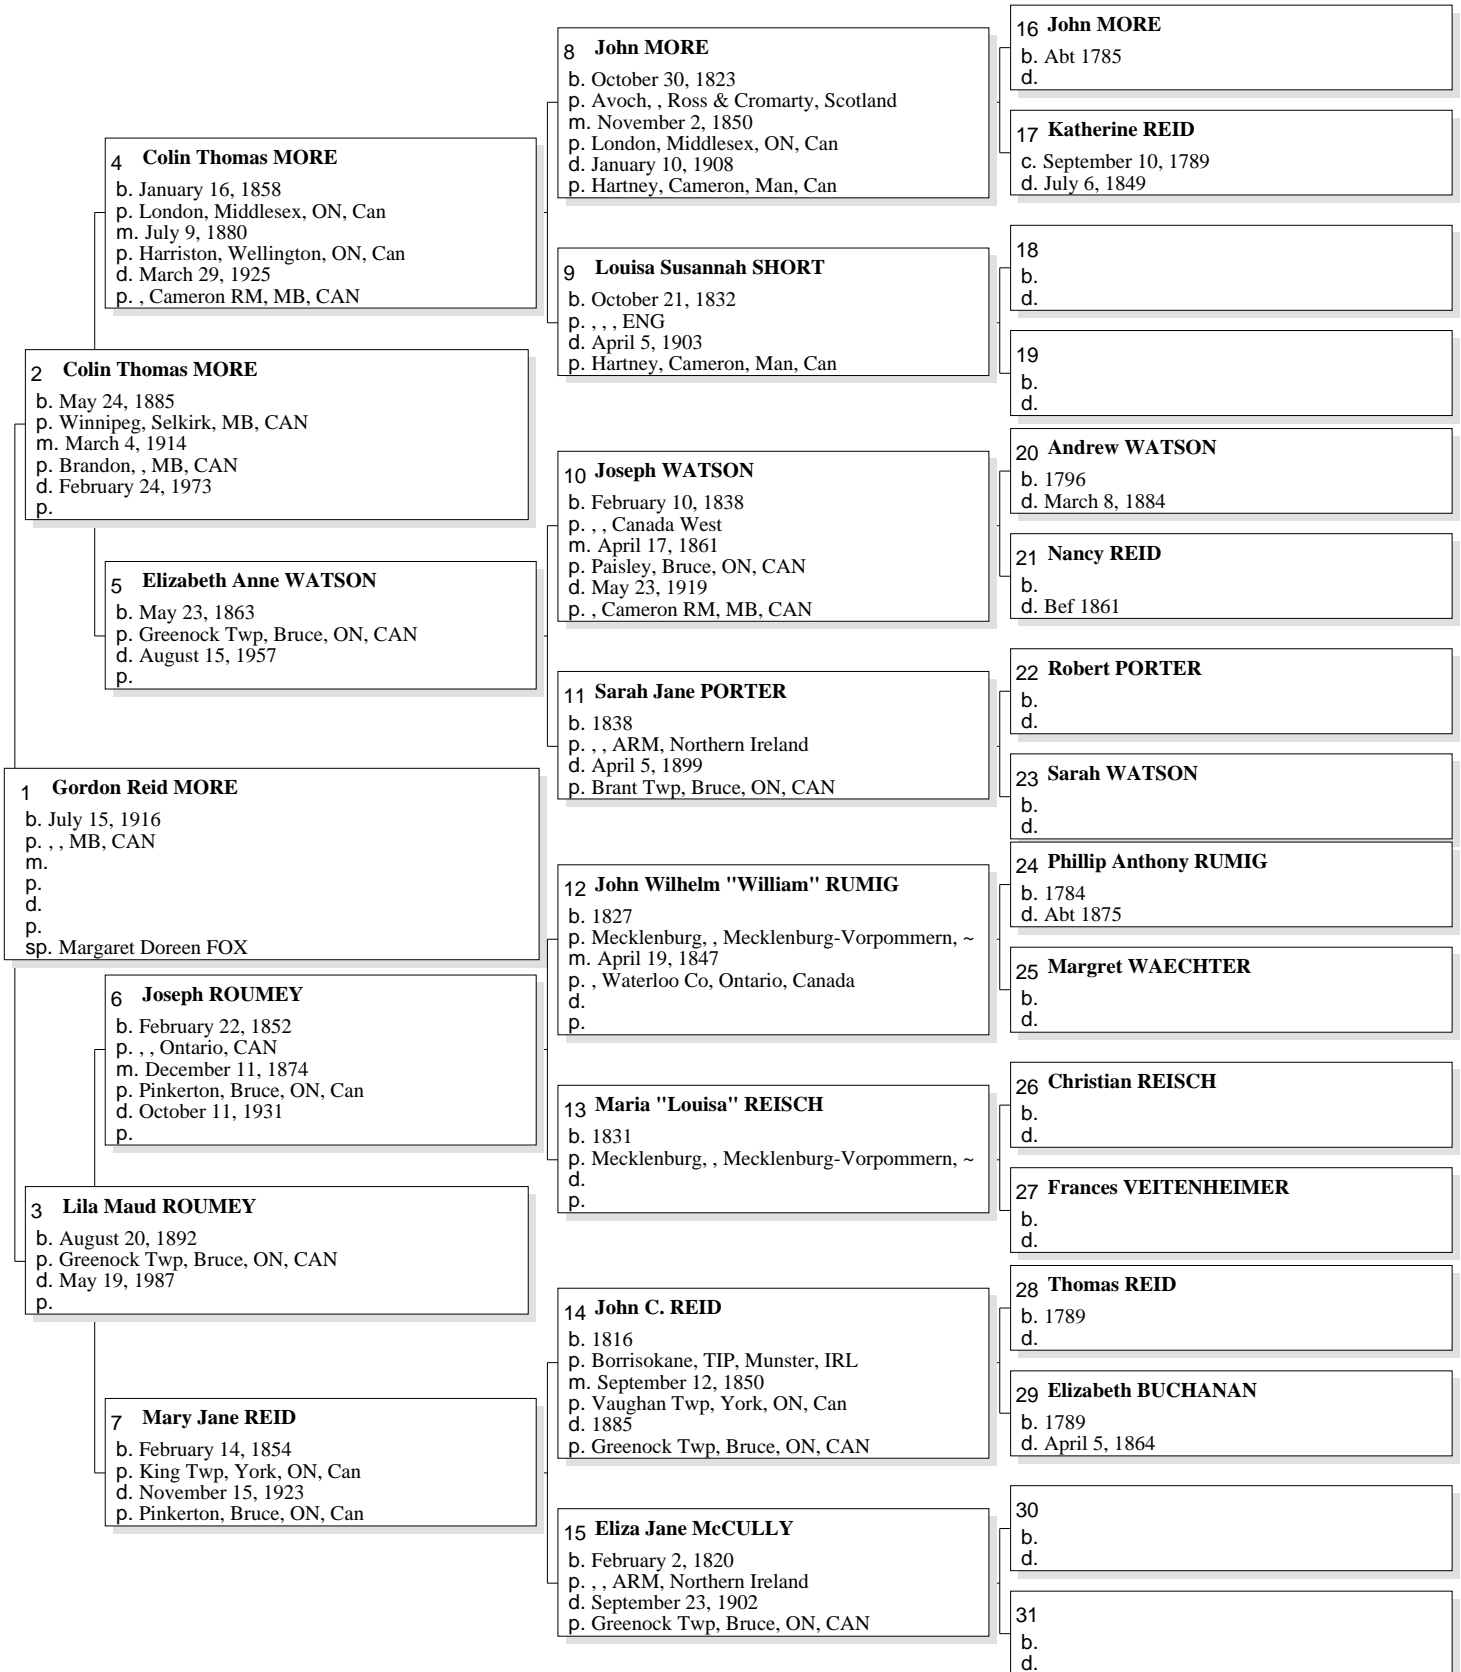 1 Gordon Reid MORE
b. July 15, 1916
p. , , MB, CAN
m.
p.
d.
p.
sp. Margaret Doreen FOX
2 Colin Thomas MORE
b. May 24, 1885
p. Winnipeg, Selkirk, MB, CAN
m. March 4, 1914
p. Brandon, , MB, CAN
d. February 24, 1973
p.
3 Lila Maud ROUMEY
b. August 20, 1892
p. Greenock Twp, Bruce, ON, CAN
d. May 19, 1987
p.
4 Colin Thomas MORE
b. January 16, 1858
p. London, Middlesex, ON, Can
m. July 9, 1880
p. Harriston, Wellington, ON, Can
d. March 29, 1925
p. , Cameron RM, MB, CAN
5 Elizabeth Anne WATSON
b. May 23, 1863
p. Greenock Twp, Bruce, ON, CAN
d. August 15, 1957
p.
6 Joseph ROUMEY
b. February 22, 1852
p. , , Ontario, CAN
m. December 11, 1874
p. Pinkerton, Bruce, ON, Can
d. October 11, 1931
p.
7 Mary Jane REID
b. February 14, 1854
p. King Twp, York, ON, Can
d. November 15, 1923
p. Pinkerton, Bruce, ON, Can
8 John MORE
b. October 30, 1823
p. Avoch, , Ross & Cromarty, Scotland
m. November 2, 1850
p. London, Middlesex, ON, Can
d. January 10, 1908
p. Hartney, Cameron, Man, Can
9 Louisa Susannah SHORT
b. October 21, 1832
p. , , , ENG
d. April 5, 1903
p. Hartney, Cameron, Man, Can
10 Joseph WATSON
b. February 10, 1838
p. , , Canada West
m. April 17, 1861
p. Paisley, Bruce, ON, CAN
d. May 23, 1919
p. , Cameron RM, MB, CAN
11 Sarah Jane PORTER
b. 1838
p. , , ARM, Northern Ireland
d. April 5, 1899
p. Brant Twp, Bruce, ON, CAN
12 John Wilhelm "William" RUMIG
b. 1827
p. Mecklenburg, , Mecklenburg-Vorpommern, ~
m. April 19, 1847
p. , Waterloo Co, Ontario, Canada
d.
p.
13 Maria "Louisa" REISCH
b. 1831
p. Mecklenburg, , Mecklenburg-Vorpommern, ~
d.
p.
14 John C. REID
b. 1816
p. Borrisokane, TIP, Munster, IRL
m. September 12, 1850
p. Vaughan Twp, York, ON, Can
d. 1885
p. Greenock Twp, Bruce, ON, CAN
15 Eliza Jane McCULLY
b. February 2, 1820
p. , , ARM, Northern Ireland
d. September 23, 1902
p. Greenock Twp, Bruce, ON, CAN
16 John MORE
b. Abt 1785
d.
17 Katherine REID
c. September 10, 1789
d. July 6, 1849
18
b.
d.
19
b.
d.
20 Andrew WATSON
b. 1796
d. March 8, 1884
21 Nancy REID
b.
d. Bef 1861
22 Robert PORTER
b.
d.
23 Sarah WATSON
b.
d.
24 Phillip Anthony RUMIG
b. 1784
d. Abt 1875
25 Margret WAECHTER
b.
d.
26 Christian REISCH
b.
d.
27 Frances VEITENHEIMER
b.
d.
28 Thomas REID
b. 1789
d.
29 Elizabeth BUCHANAN
b. 1789
d. April 5, 1864
30
b.
d.
31
b.
d.